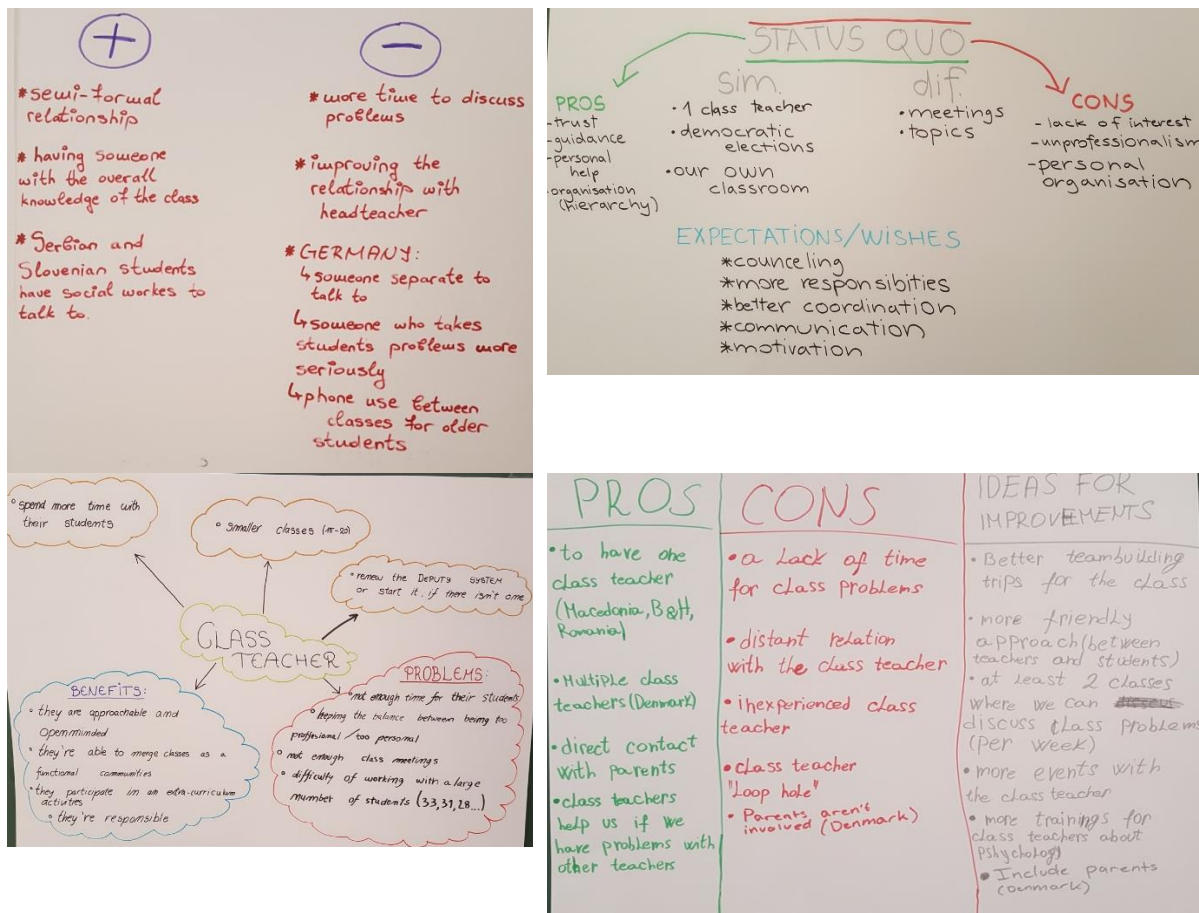 +
*semi-formal
relationship
* having someone
with the overall
knowledge of the class
* Serbian and
Slovenian students
have social workes to
talk to.
-
*more time to discuss
problems
*improving the
relationship with
headteacher
*GERMANY:
↳someone separate to
talk to
↳someone who takes
students problems more
seriously
↳phone use between
classes for older
students
STATUS QUO
PROS
-trust
-guidance
-personal
help
-organisation
(hierarchy)
sim.
• 1 class teacher
• democratic
elections
• our own
classroom
dif.
• meetings
• topics
CONS
- lack of interest
-unprofessionalism
-personal
organisation
EXPECTATIONS/WISHES
*counceling
*more responsibities
*better coordination
*communication
*motivation
° spend more time with
their students
° smaller classes
• renew the DEPUTY SYSTEM
or start it, if there isn't one
CLASS
TEACHER
BENEFITS:
• they are approachable and
openminded
• they're able to merge classes as a
functional communities
• they participate in an extra-curriculum
activities
• they're responsible
PROBLEMS:
• not enough time for their students
• keeping the balance between being too
proffesional / too personal
° not enough class meetings
• difficulty of working with a large
number of students (33,31,28...)
PROS
• to have one
class teacher
(Macedonia, B&H,
Romania)
• Multiple class
teachers (Denmark)
• direct contact
with parents
• class teachers
help us if we
have problems with
other teachers
CONS
• a Lack of time
for class problems
• distant relation
with the class teacher
• inexperienced class
teacher
• class teacher
"Loop hole"
• Parents aren't
involved (Denmark)
IDEAS FOR
IMPROVEMENTS
• Better teambuilding
trips for the class
• more friendly
approach (between
teachers and students)
• at least 2 classes
where we can
discuss class problems
(per week)
• more events with
the class teacher
• more trainings for
class teachers about
pshychology
• Include parents
(Denmark)